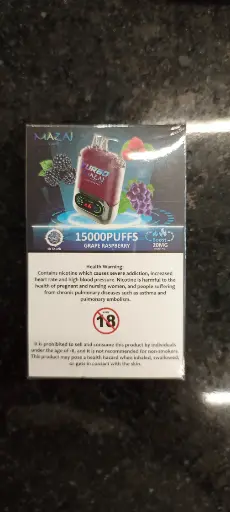 MAZAJ
TURBO
MAZAJ
15000PUFFS
GRAPE RASPBERRY
20MG
Health Warning:
Contains nicotine which causes severe addiction, increased
heart rate and high blood pressure. Nicotine is harmful to the
health of pregnant and nursing women, and people suffering
from chronic pulmonary diseases such as asthma and
pulmonary embolism.
18
It is prohibited to sell and consume this product by individuals
under the age of 18, and it is not recommended for non-smokers.
This product may pose a health hazard when inhaled, swallowed,
or gets in contact with the skin.